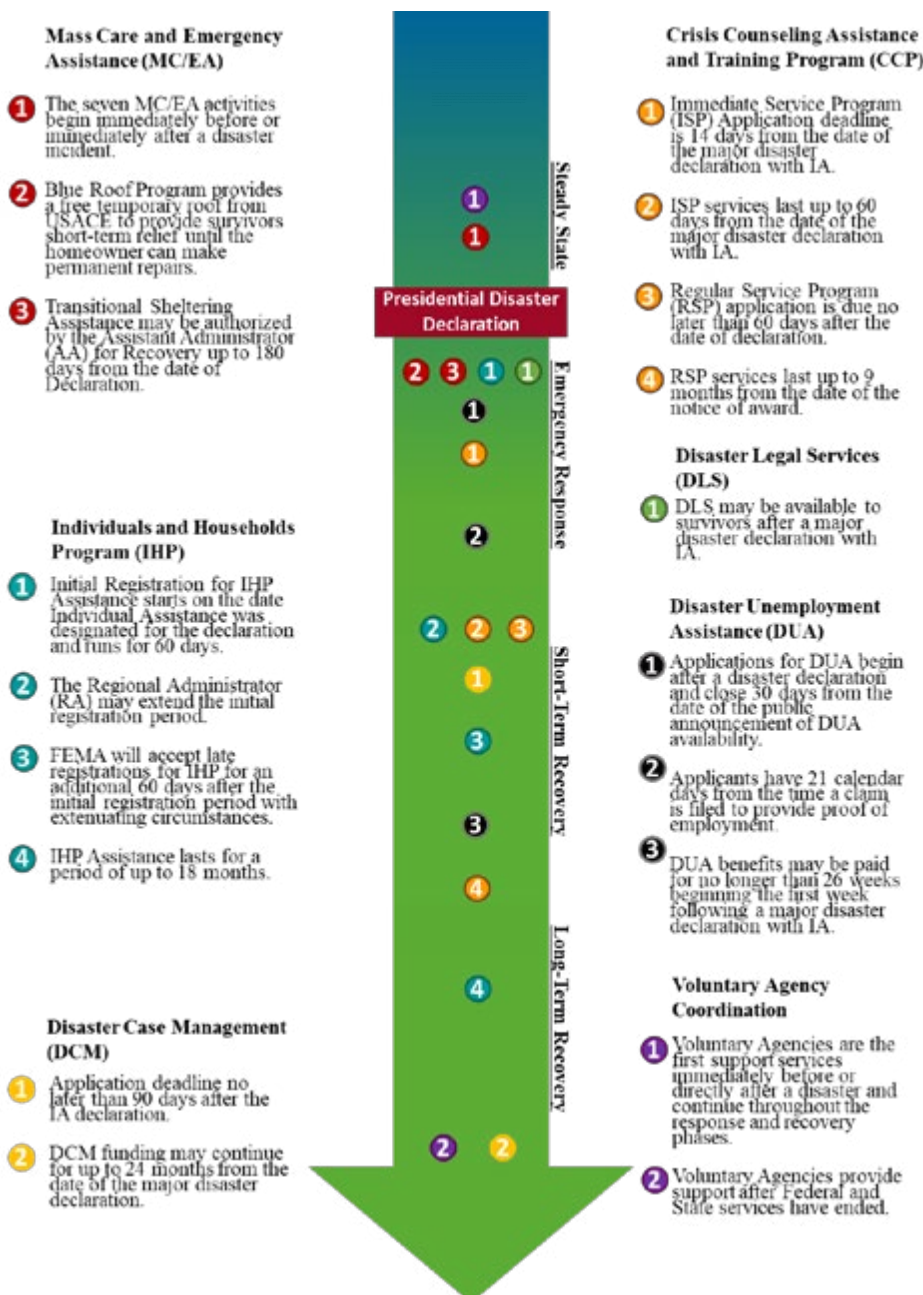 Mass Care and Emergency
Assistance (MC/EA)
1
The seven MC/EA activities
begin immediately before or
immediately after a disaster
incident.
2
Blue Roof Program provides
a free temporary roof from
USACE to provide survivors
short-term relief until the
homeowner can make
permanent repairs.
3
Transitional Sheltering
Assistance may be authorized
by the Assistant Administrator
(AA) for Recovery up to 180
days from the date of
Declaration.
Individuals and Households
Program (IHP)
1
Initial Registration for IHP
Assistance starts on the date
Individual Assistance was
designated for the declaration
and runs for 60 days.
2
The Regional Administrator
(RA) may extend the initial
registration period.
3
FEMA will accept late
registrations for IHP for an
additional 60 days after the
initial registration period with
extenuating circumstances.
4
IHP Assistance lasts for a
period of up to 18 months.
Disaster Case Management
(DCM)
1
Application deadline no
later than 90 days after the
IA declaration.
2
DCM funding may continue
for up to 24 months from the
date of the major disaster
declaration.
Steady State
1
1
Presidential Disaster
Declaration
Emergency Response
2 3 1 1
1
1
2
2 2 3
Short-Term Recovery
1
3
3
4
Long-Term Recovery
4
2 2
Crisis Counseling Assistance
and Training Program (CCP)
1
Immediate Service Program
(ISP) Application deadline
is 14 days from the date of
the major disaster
declaration with IA.
2
ISP services last up to 60
days from the date of the
major disaster declaration
with IA.
3
Regular Service Program
(RSP) application is due no
later than 60 days after the
date of declaration.
4
RSP services last up to 9
months from the date of the
notice of award.
Disaster Legal Services
(DLS)
1
DLS may be available to
survivors after a major
disaster declaration with
IA.
Disaster Unemployment
Assistance (DUA)
1
Applications for DUA begin
after a disaster declaration
and close 30 days from the
date of the public
announcement of DUA
availability.
2
Applicants have 21 calendar
days from the time a claim
is filed to provide proof of
employment.
3
DUA benefits may be paid
for no longer than 26 weeks
beginning the first week
following a major disaster
declaration with IA.
Voluntary Agency
Coordination
1
Voluntary Agencies are the
first support services
immediately before or
directly after a disaster and
continue throughout the
response and recovery
phases.
2
Voluntary Agencies provide
support after Federal and
State services have ended.